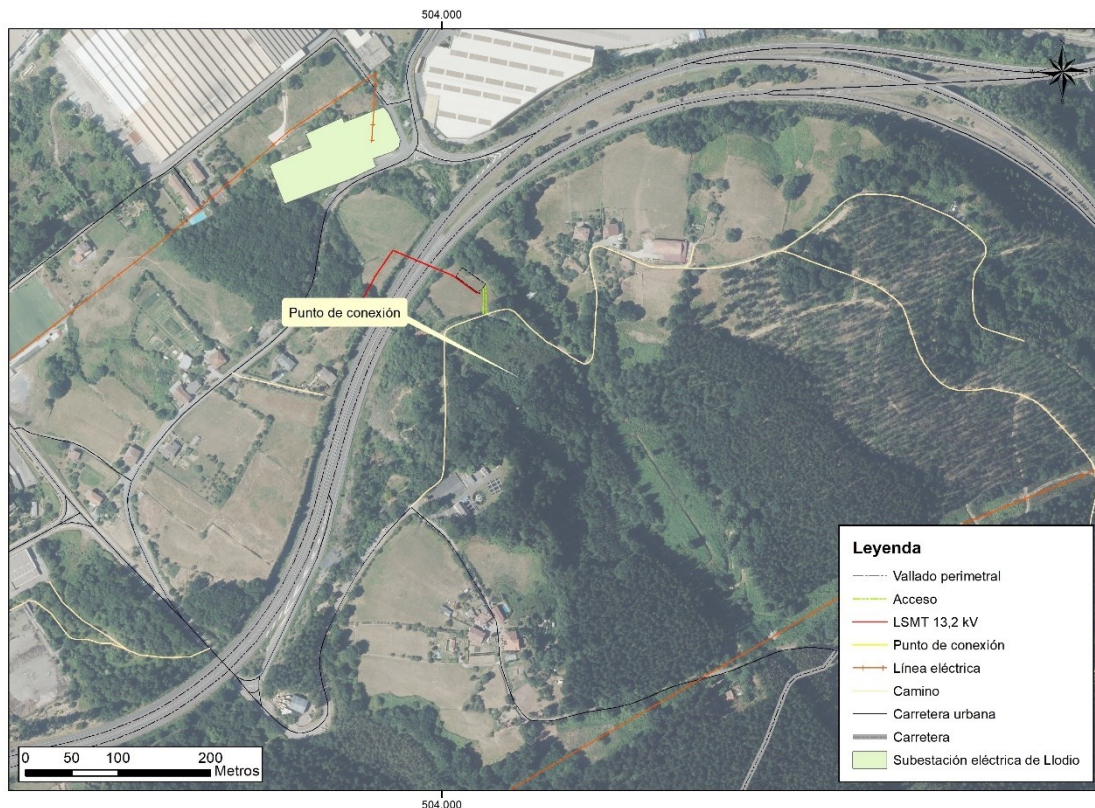 504.000
Punto de conexión
Leyenda
Vallado perimetral
Acceso
LSMT 13,2 kV
Punto de conexión
Línea eléctrica
Camino
Carretera urbana
Carretera
Subestación eléctrica de Llodio
0 50 100 200
Metros
504.000